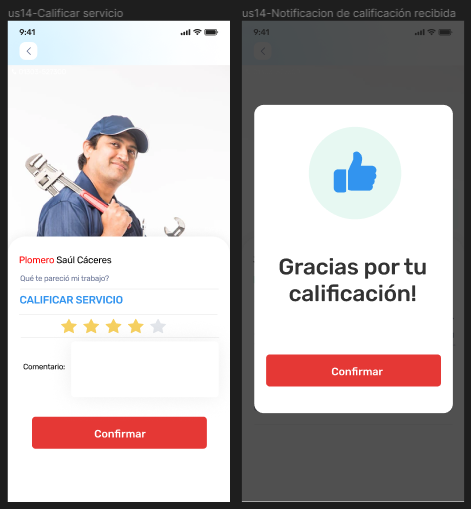 us14-Calificar servicio
9:41
Plomero Saúl Cáceres
Qué te pareció mi trabajo?
CALIFICAR SERVICIO
Comentario:
Confirmar
us14-Notificacion de calificación recibida
9:41
Gracias por tu
calificación!
Confirmar